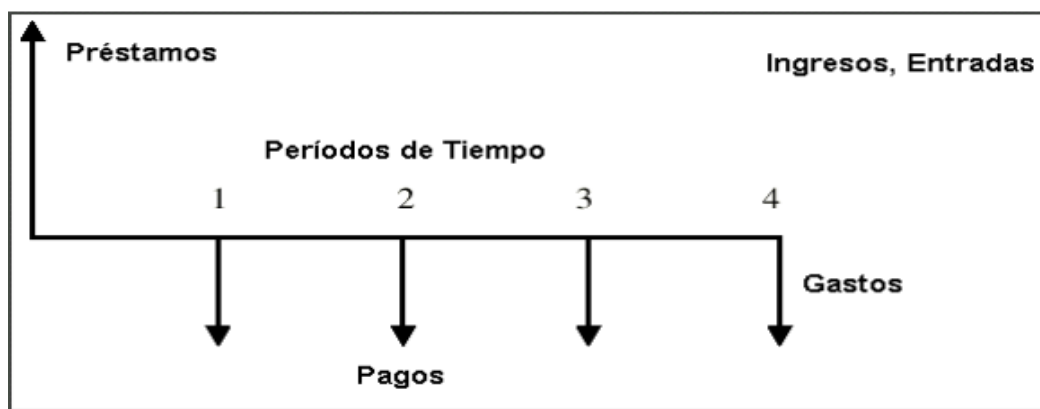 Préstamos
Ingresos, Entradas
Períodos de Tiempo
1 2 3 4
Gastos
Pagos